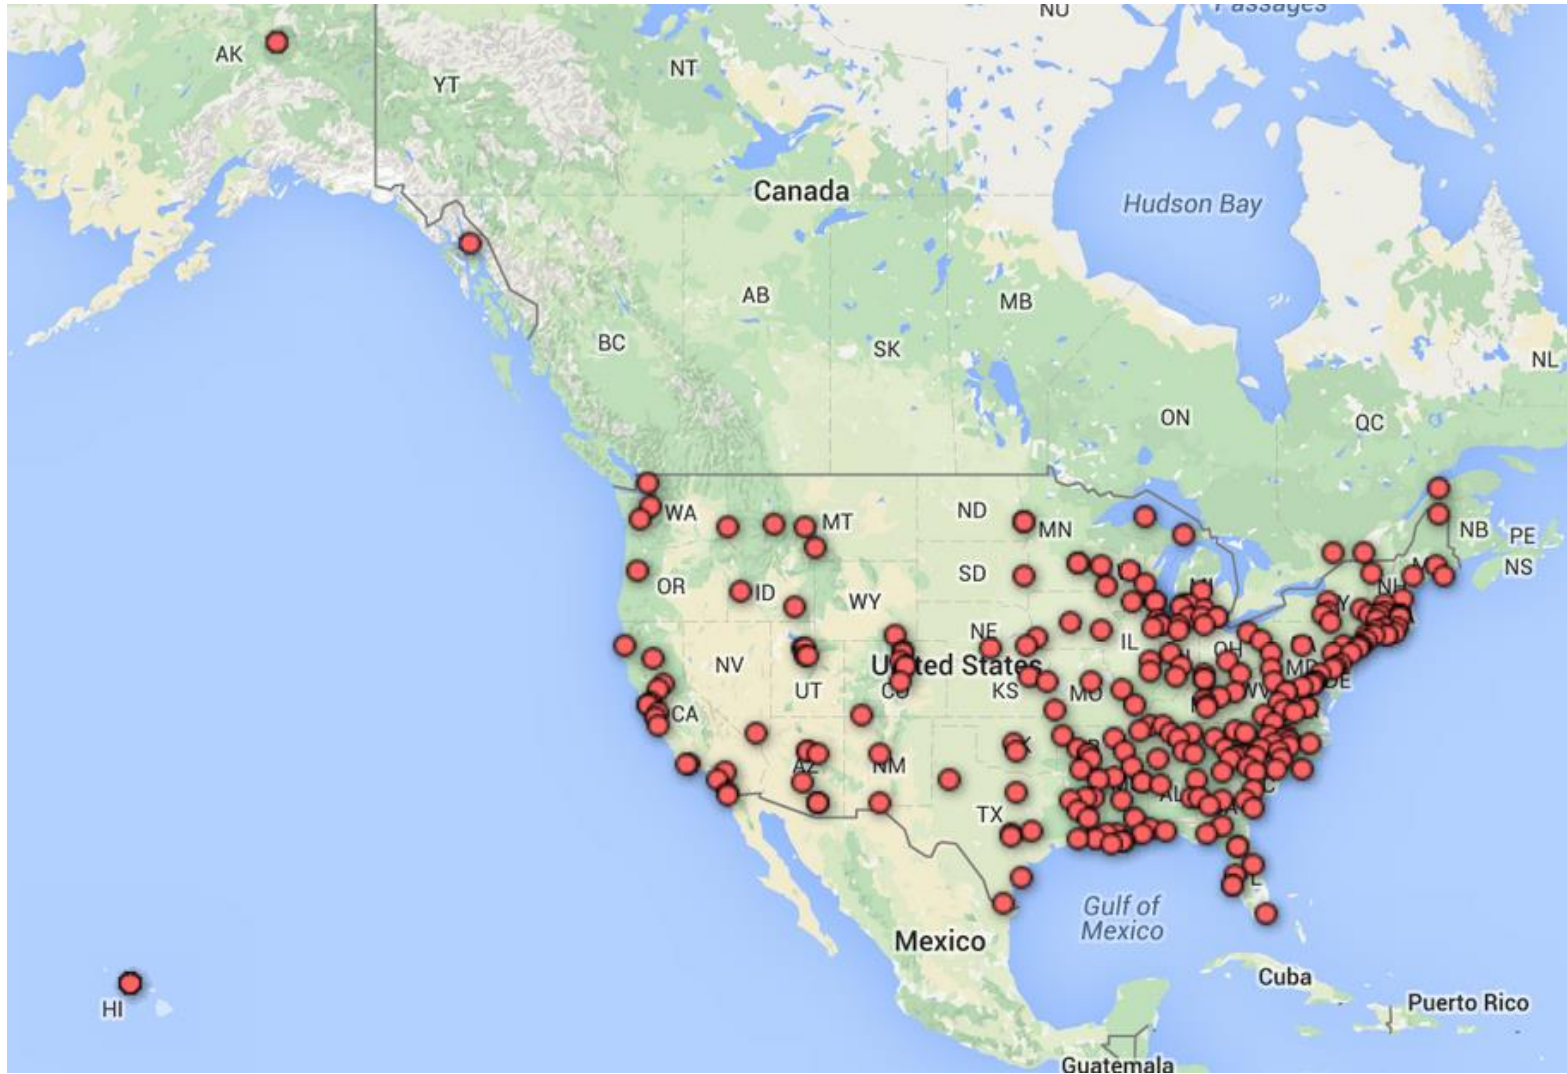 NU
Passages
AK
NT
YT
Canada
Hudson Bay
AB
MB
BC
SK
NL
ON
QC
WA
MT
ND
MN
NB
PE
NS
OR
ID
SD
WY
NE
IL
OH
NV
United States
UT
KS
MO
WV
MD
DE
CA
AZ
NM
AL
TX
Gulf of
Mexico
Mexico
Cuba
HI
Puerto Rico
Guatemala